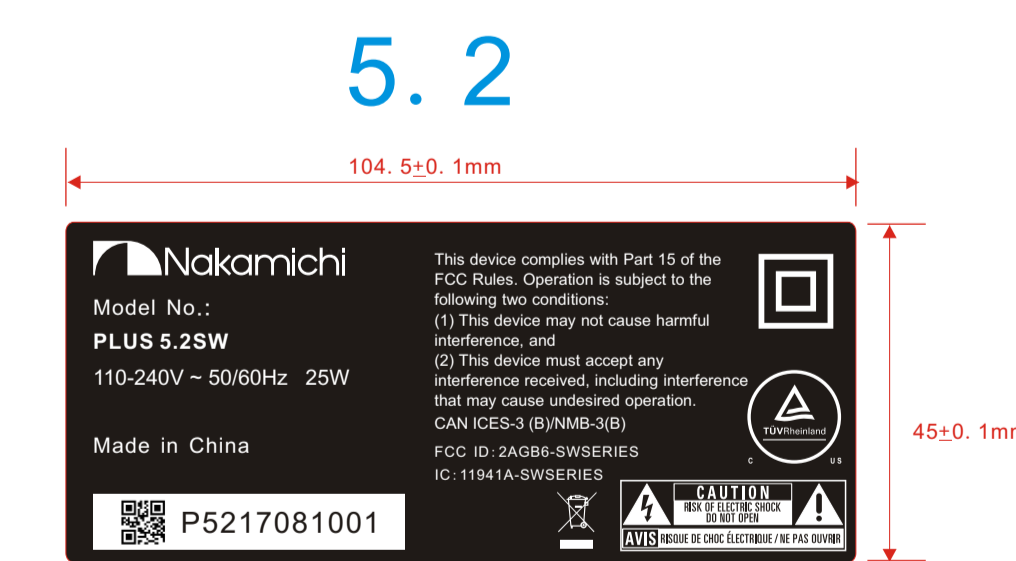 5. 2
104. 5±0. 1mm
Nakamichi
Model No.:
PLUS 5.2SW
110-240V ~ 50/60Hz 25W
Made in China
P5217081001
This device complies with Part 15 of the
FCC Rules. Operation is subject to the
following two conditions:
(1) This device may not cause harmful
interference, and
(2) This device must accept any
interference received, including interference
that may cause undesired operation.
CAN ICES-3 (B)/NMB-3(B)
FCC ID: 2AGB6-SWSERIES
IC: 11941A-SWSERIES
TÜVRheinland
C US
CAUTION
RISK OF ELECTRIC SHOCK
DO NOT OPEN
AVIS RISQUE DE CHOC ÉLECTRIQUE / NE PAS OUVRIR
45±0. 1mm